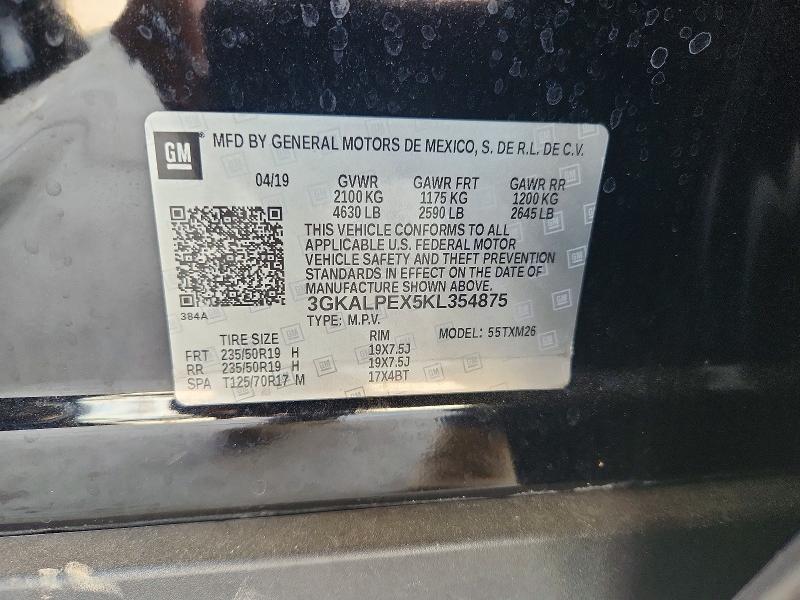 GM® MFD BY GENERAL MOTORS DE MEXICO, S. DE R.L. DE C.V.
04/19 GVWR GAWR FRT GAWR RR
2100 KG 1175 KG 1200 KG
4630 LB 2590 LB 2645 LB
THIS VEHICLE CONFORMS TO ALL
APPLICABLE U.S. FEDERAL MOTOR
VEHICLE SAFETY AND THEFT PREVENTION
STANDARDS IN EFFECT ON THE DATE OF
MANUFACTURE SHOWN ABOVE.
3GKALPEX5KL354875
384A
TYPE: M.P.V. MODEL: 55TXM26
TIRE SIZE RIM
FRT 235/50R19 H 19X7.5J
RR 235/50R19 H 19X7.5J
SPA T125/70R17 M 17X4BT